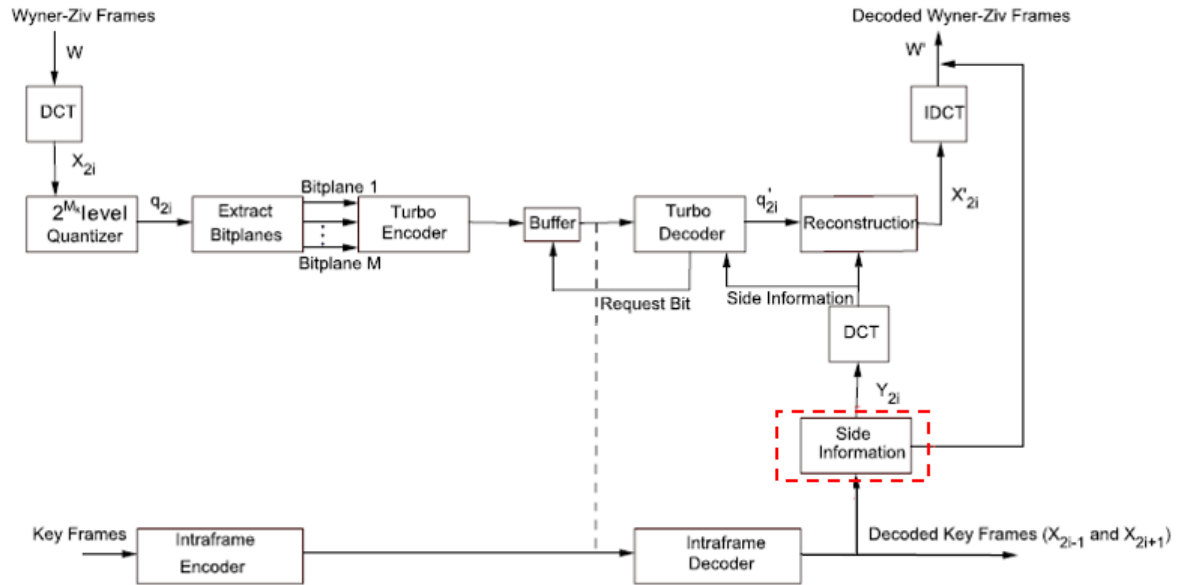 Wyner-Ziv Frames
Decoded Wyner-Ziv Frames
W
W'
DCT
IDCT
X2i
X'2i
2^Mk level
Quantizer
q2i
Extract
Bitplanes
Bitplane 1
⋮
Bitplane M
Turbo
Encoder
Buffer
Turbo
Decoder
q'2i
Reconstruction
Request Bit
Side Information
DCT
Y2i
Side
Information
Key Frames
Intraframe
Encoder
Intraframe
Decoder
Decoded Key Frames (X2i-1 and X2i+1)